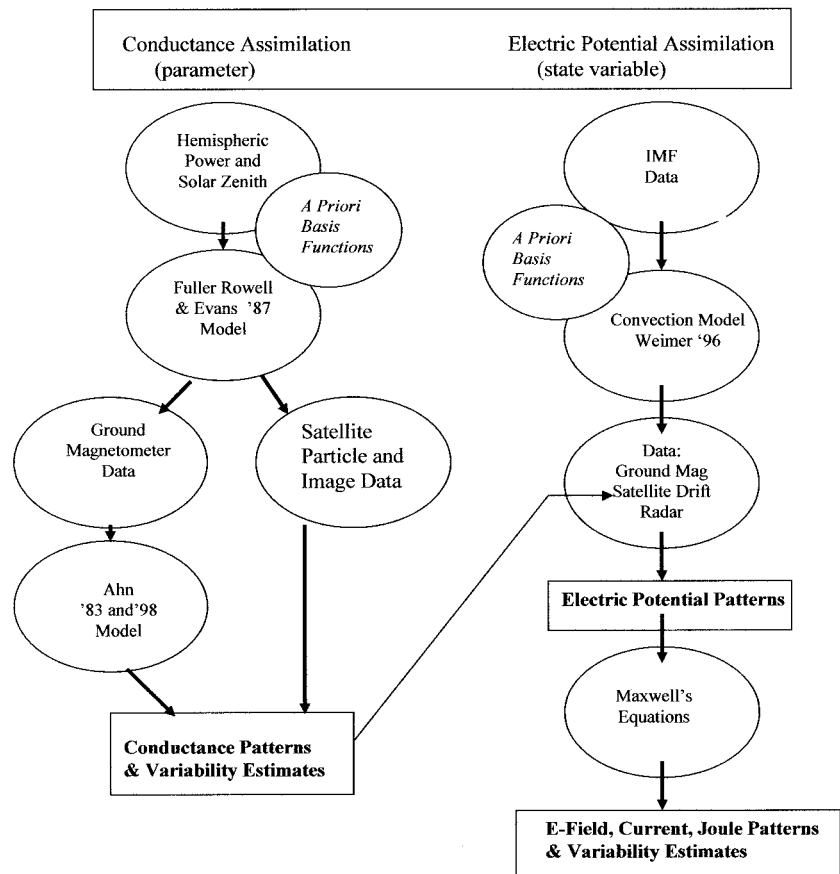 Conductance Assimilation
(parameter)
Electric Potential Assimilation
(state variable)
Hemispheric
Power and
Solar Zenith
A Priori
Basis
Functions
Fuller Rowell
& Evans '87
Model
Ground
Magnetometer
Data
Satellite
Particle and
Image Data
Ahn
'83 and'98
Model
Conductance Patterns
& Variability Estimates
IMF
Data
A Priori
Basis
Functions
Convection Model
Weimer '96
Data:
Ground Mag
Satellite Drift
Radar
Electric Potential Patterns
Maxwell's
Equations
E-Field, Current, Joule Patterns
& Variability Estimates